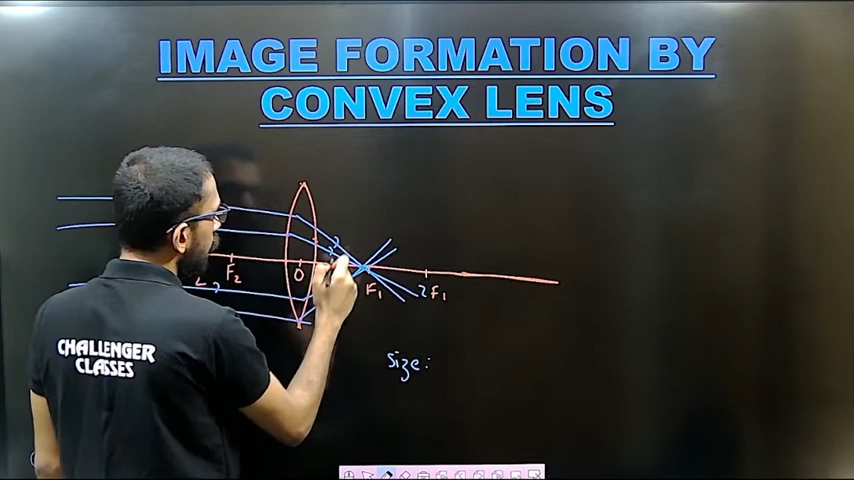 IMAGE FORMATION BY
CONVEX LENS
F₂ O F₁ 2F₁
size:
CHALLENGER
CLASSES